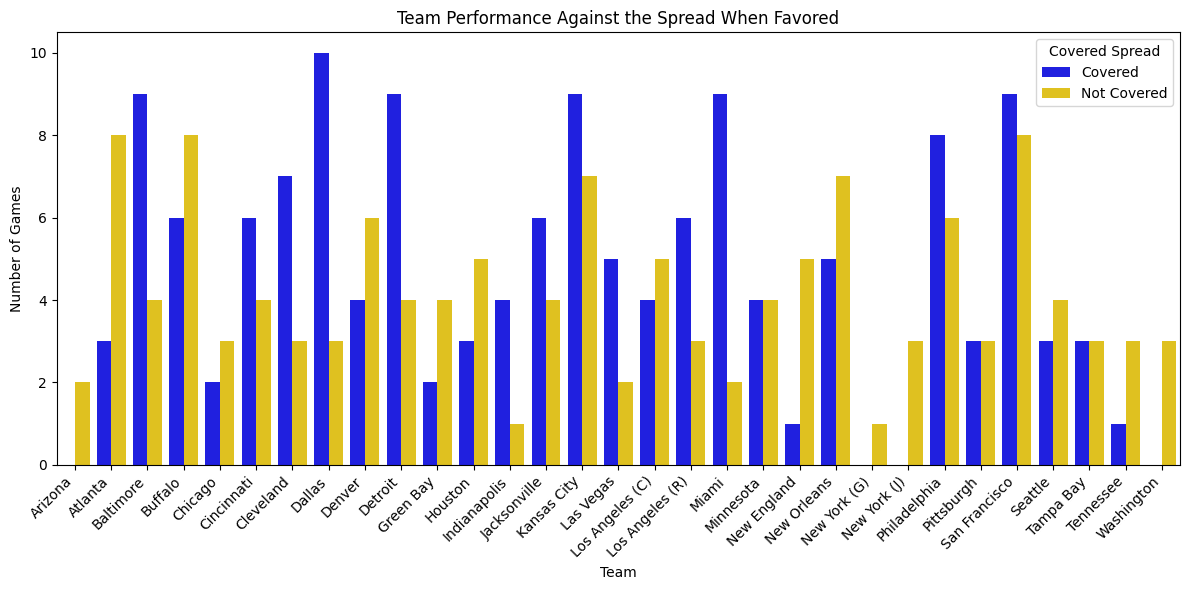 Team Performance Against the Spread When Favored
Covered Spread
Covered
Not Covered
Number of Games
10
8
6
4
2
0
Arizona
Atlanta
Baltimore
Buffalo
Chicago
Cincinnati
Cleveland
Dallas
Denver
Detroit
Green Bay
Houston
Indianapolis
Jacksonville
Kansas City
Las Vegas
Los Angeles (C)
Los Angeles (R)
Miami
Minnesota
New England
New Orleans
New York (G)
New York (J)
Philadelphia
Pittsburgh
San Francisco
Seattle
Tampa Bay
Tennessee
Washington
Team